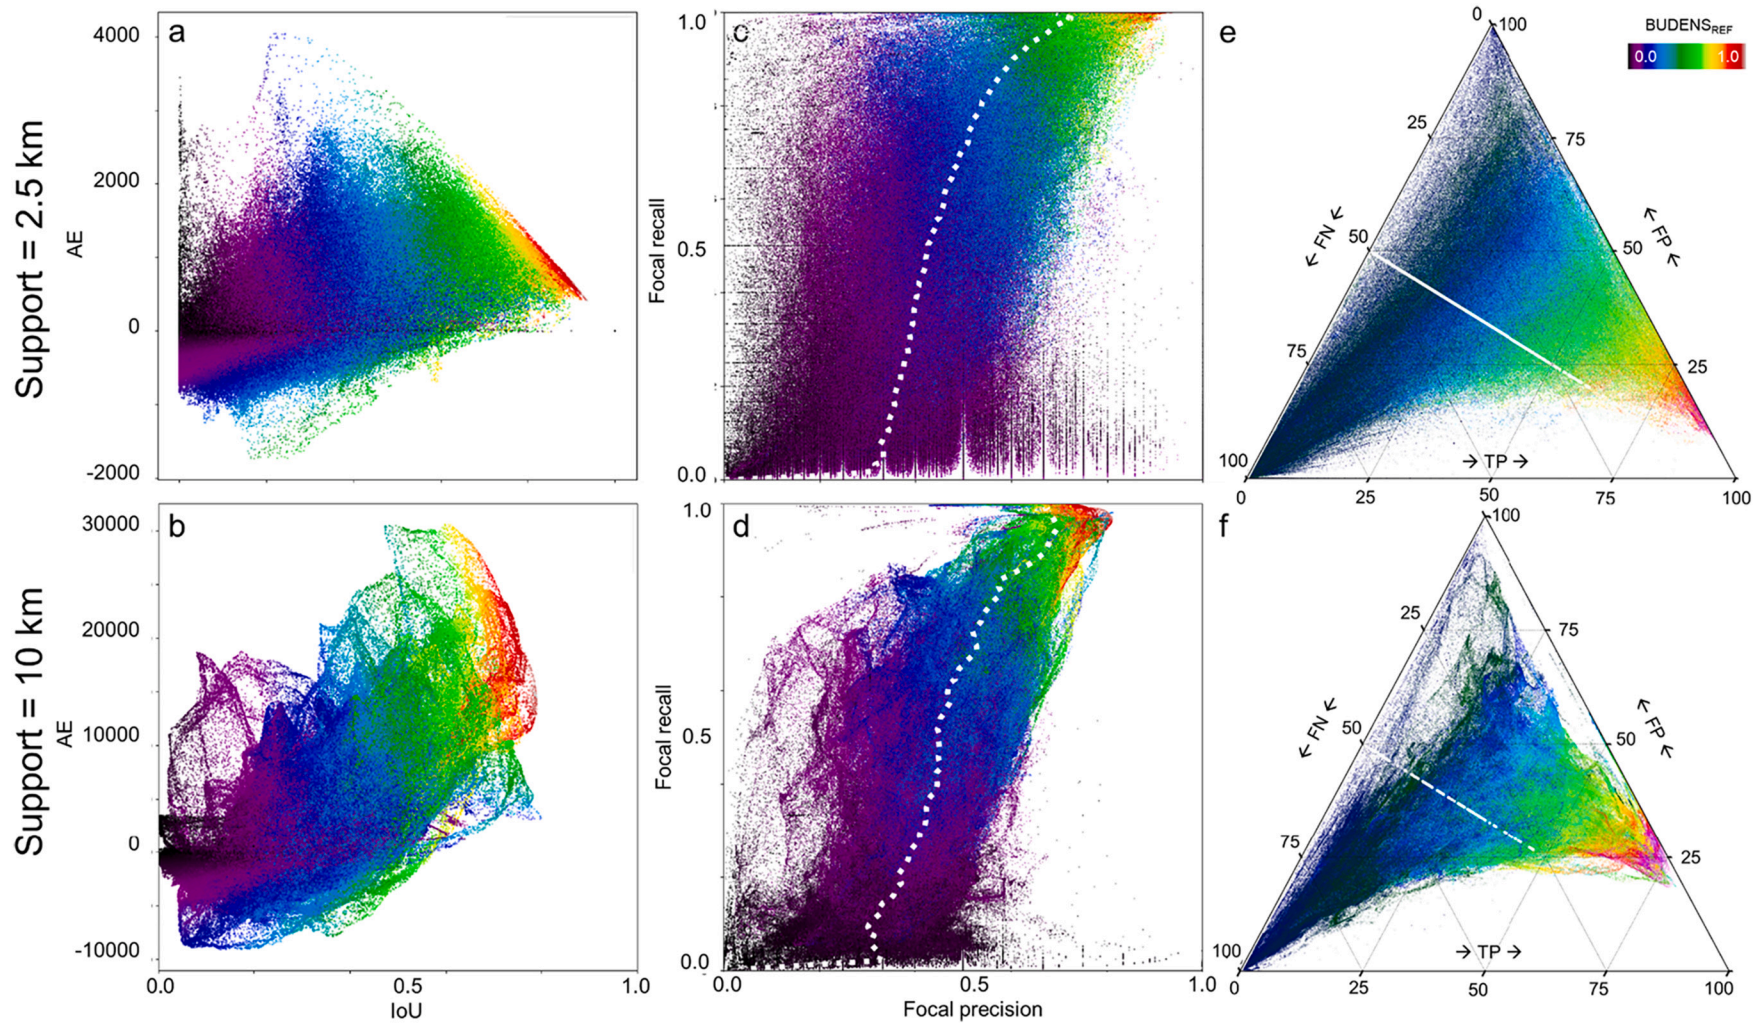 Support = 2.5 km
a
4000
2000
0
-2000
AE
c
1.0
0.5
0.0
Focal recall
e
BUDENSREF
0.0 1.0
0
100
25
75
50
50
75
25
100
← FN ←
← FP ←
→ TP →
0 25 50 75 100
Support = 10 km
b
30000
20000
10000
0
-10000
AE
0.0 0.5 1.0
IoU
d
1.0
0.5
0.0
Focal recall
0.0 0.5 1.0
Focal precision
f
100
25
75
50
50
75
25
100
← FN ←
← FP ←
→ TP →
0 25 50 75 100